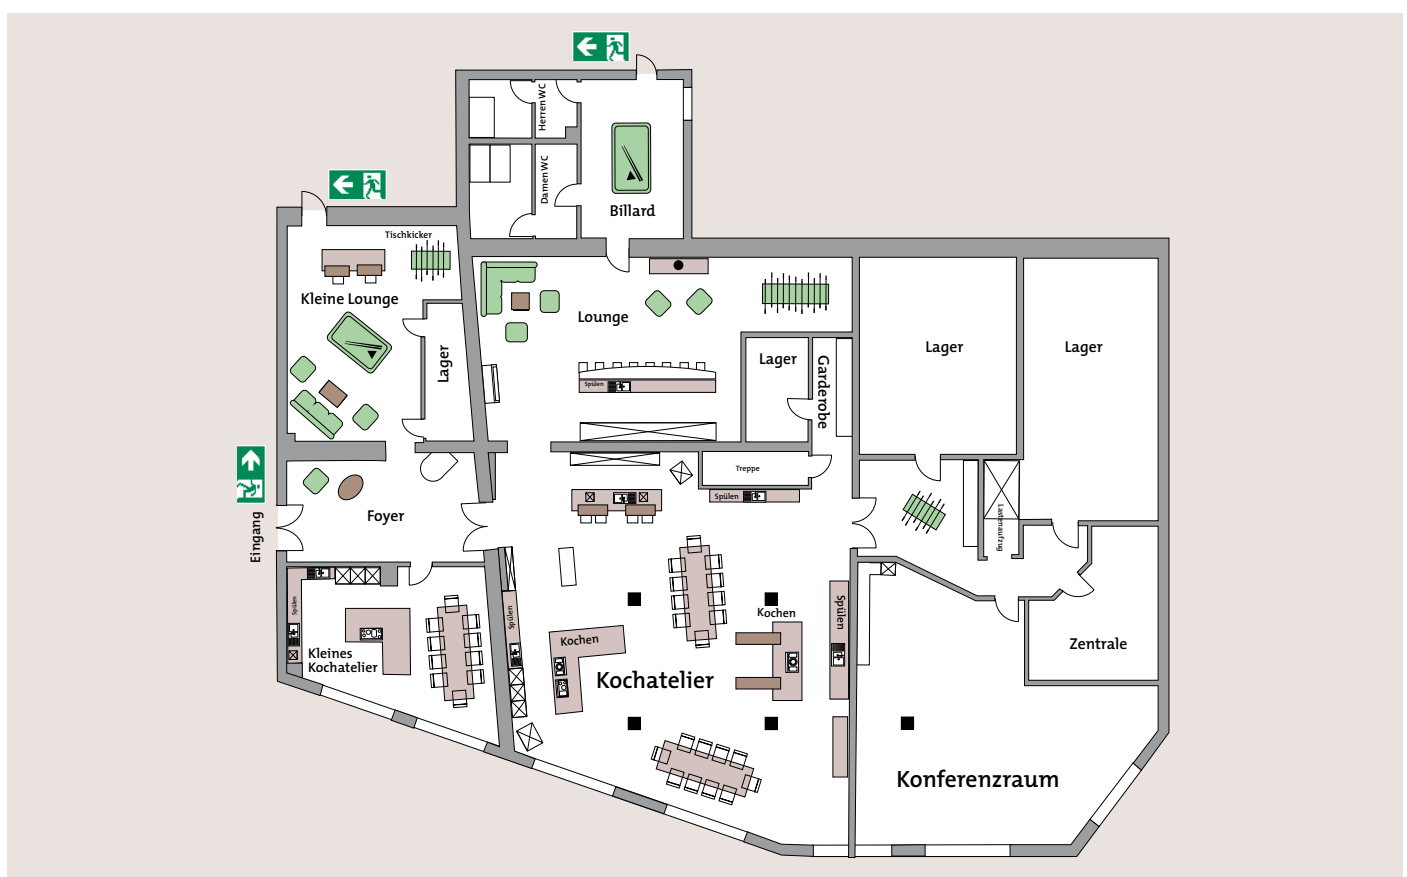 Herren WC
Damen WC
Billard
Tischkicker
Kleine Lounge
Lager
Lounge
Spülen
Lager
Garderobe
Lager
Lager
Treppe
Spülen
Eingang
Foyer
Lastenaufzug
Spülen
Kleines
Kochatelier
Spülen
Kochen
Kochen
Spülen
Kochatelier
Zentrale
Konferenzraum